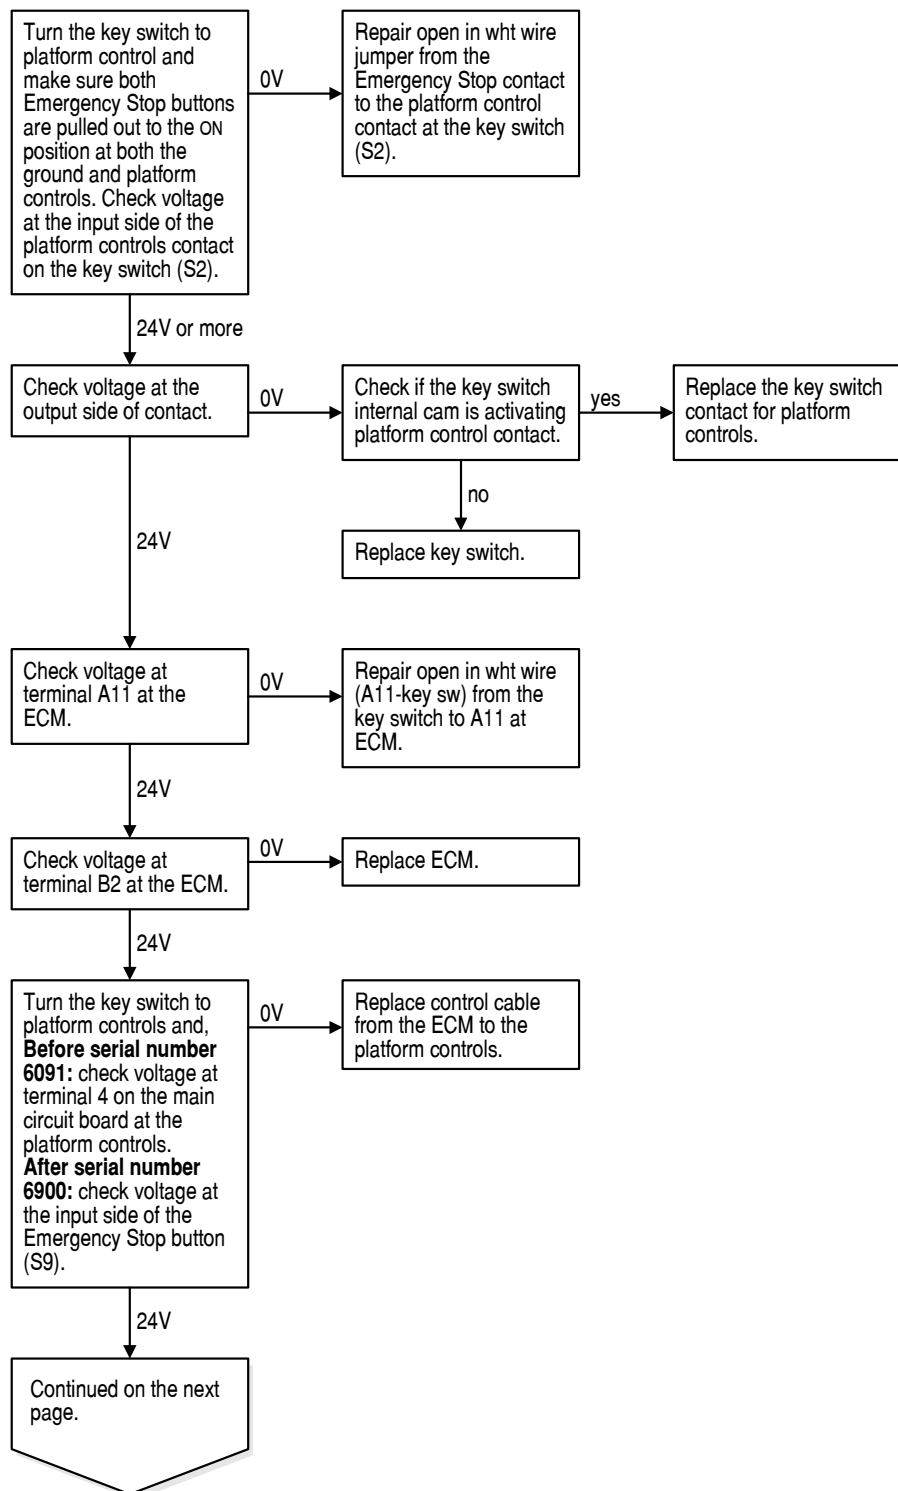 Turn the key switch to
platform control and
make sure both
Emergency Stop buttons
are pulled out to the ON
position at both the
ground and platform
controls. Check voltage
at the input side of the
platform controls contact
on the key switch (S2).
0V
Repair open in wht wire
jumper from the
Emergency Stop contact
to the platform control
contact at the key switch
(S2).
24V or more
Check voltage at the
output side of contact.
0V
Check if the key switch
internal cam is activating
platform control contact.
yes
Replace the key switch
contact for platform
controls.
no
Replace key switch.
24V
Check voltage at
terminal A11 at the
ECM.
0V
Repair open in wht wire
(A11-key sw) from the
key switch to A11 at
ECM.
24V
Check voltage at
terminal B2 at the ECM.
0V
Replace ECM.
24V
Turn the key switch to
platform controls and,
Before serial number
6091: check voltage at
terminal 4 on the main
circuit board at the
platform controls.
After serial number
6900: check voltage at
the input side of the
Emergency Stop button
(S9).
0V
Replace control cable
from the ECM to the
platform controls.
24V
Continued on the next
page.